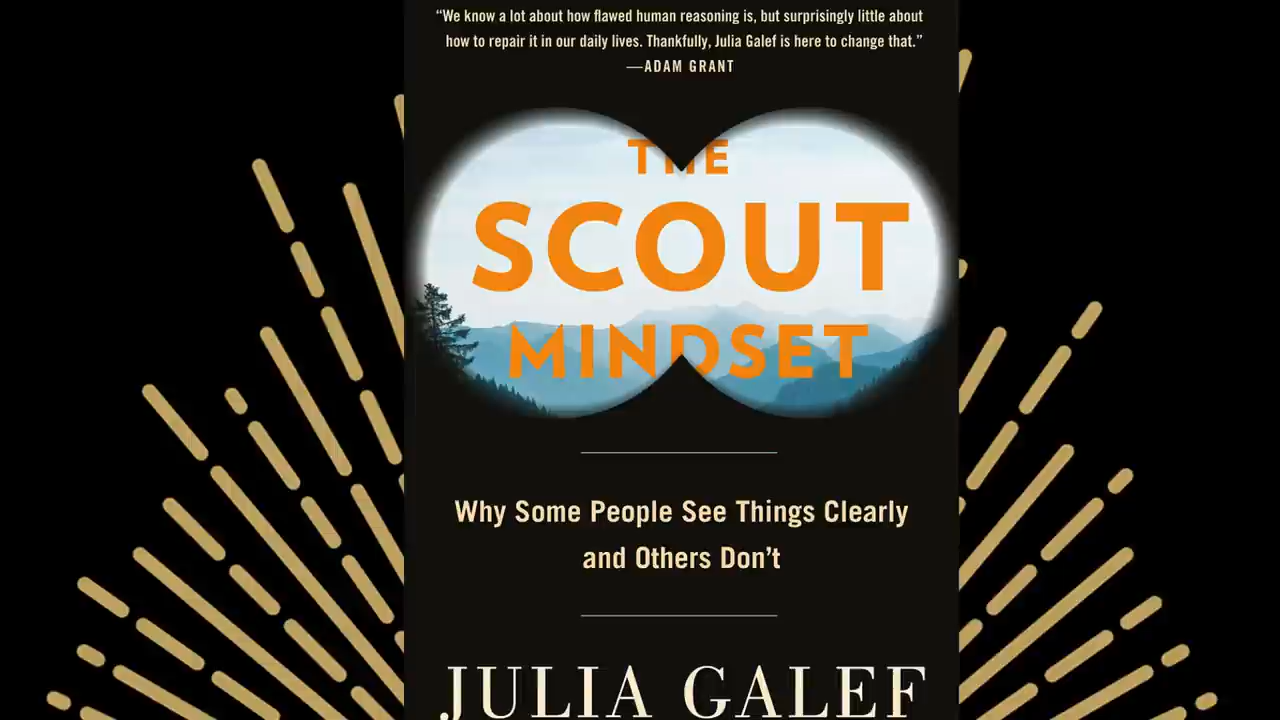 “We know a lot about how flawed human reasoning is, but surprisingly little about
how to repair it in our daily lives. Thankfully, Julia Galef is here to change that.”
—ADAM GRANT
THE
SCOUT
MINDSET
Why Some People See Things Clearly
and Others Don’t
JULIA GALEF